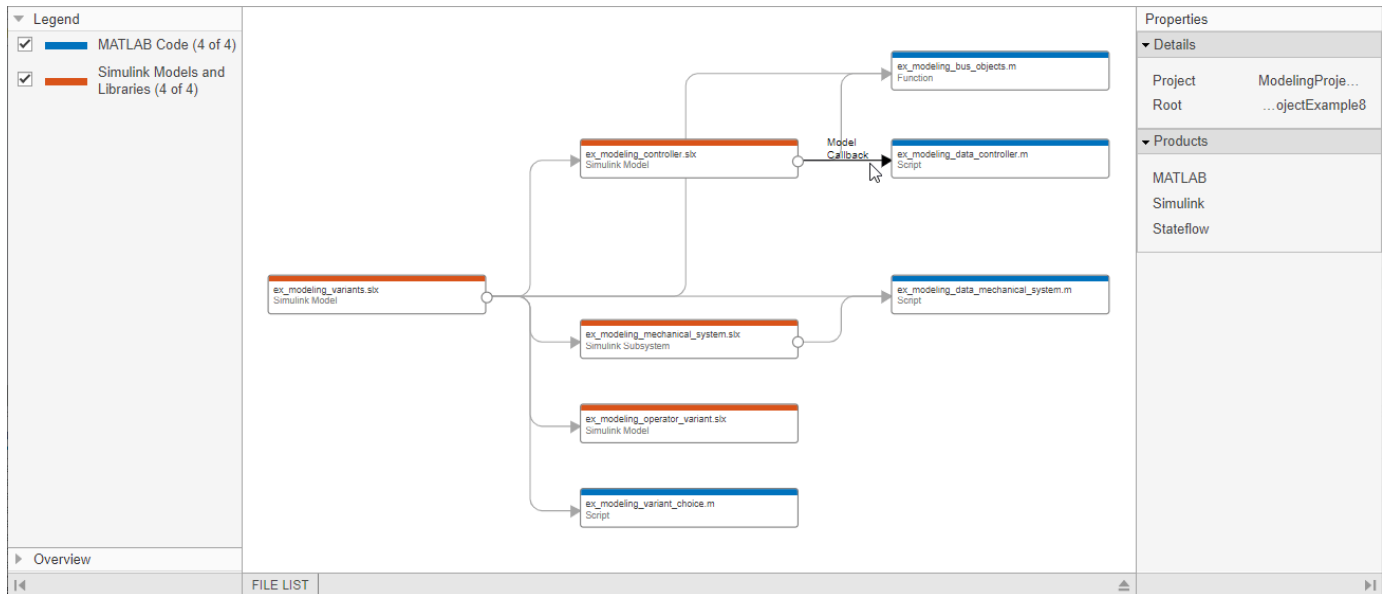 Legend
MATLAB Code (4 of 4)
Simulink Models and
Libraries (4 of 4)
Overview
ex_modeling_bus_objects.m
Function
ex_modeling_controller.slx
Simulink Model
Model
Callback
ex_modeling_data_controller.m
Script
ex_modeling_variants.slx
Simulink Model
ex_modeling_data_mechanical_system.m
Script
ex_modeling_mechanical_system.slx
Simulink Subsystem
ex_modeling_operator_variant.slx
Simulink Model
ex_modeling_variant_choice.m
Script
FILE LIST
Properties
Details
Project ModelingProje...
Root ...ojectExample8
Products
MATLAB
Simulink
Stateflow